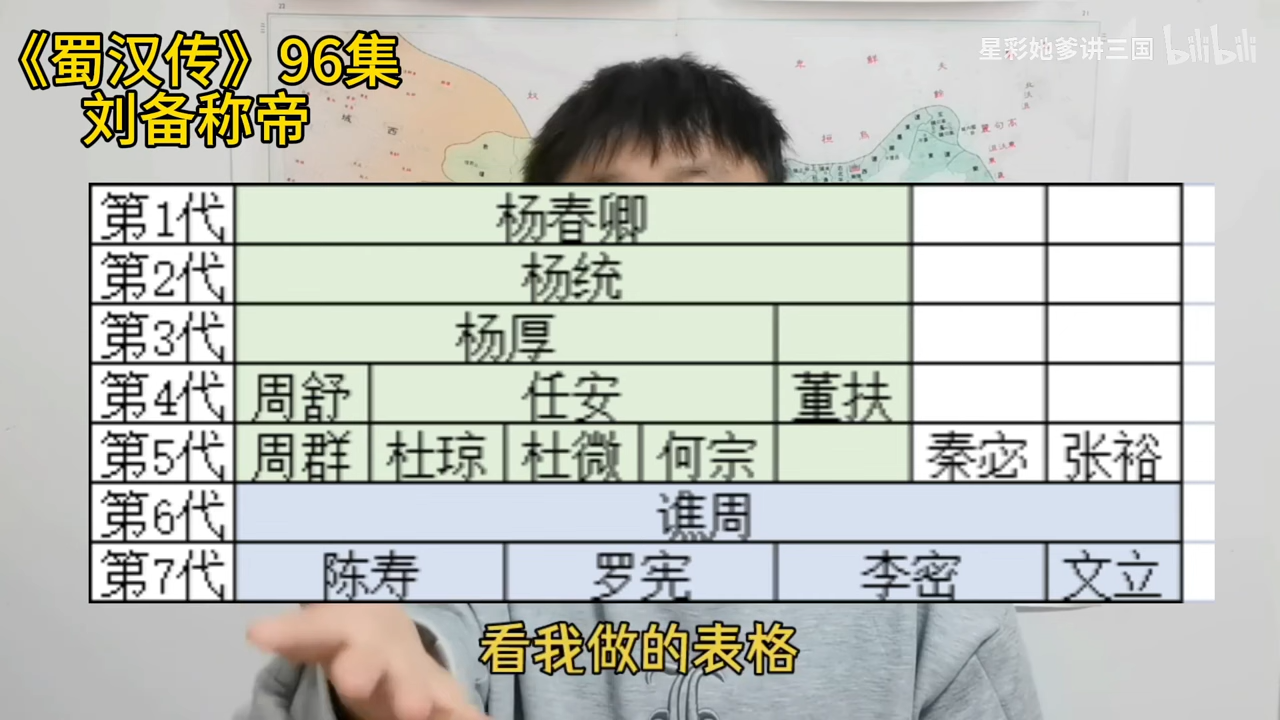 《蜀汉传》96集
刘备称帝
星彩她爹讲三国 bilibili
第1代 杨春卿
第2代 杨统
第3代 杨厚
第4代 周舒 任安 董扶
第5代 周群 杜琼 杜微 何宗 秦宓 张裕
第6代 谯周
第7代 陈寿 罗宪 李密 文立
看我做的表格